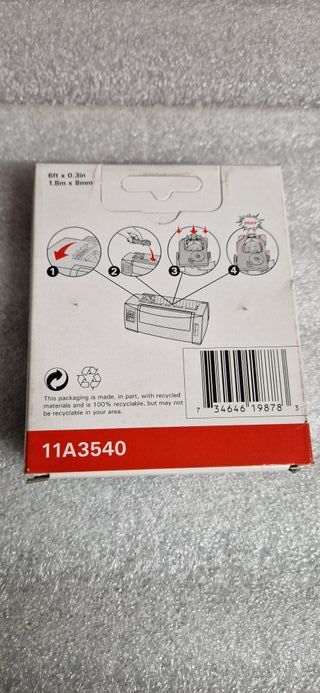 6ft x 0.3in
1.8m x 8mm
SNAP!
1
2
3
4
This packaging is made, in part, with recycled
materials and is 100% recyclable, but may not
be recyclable in your area.
7 34646 19878 3
11A3540